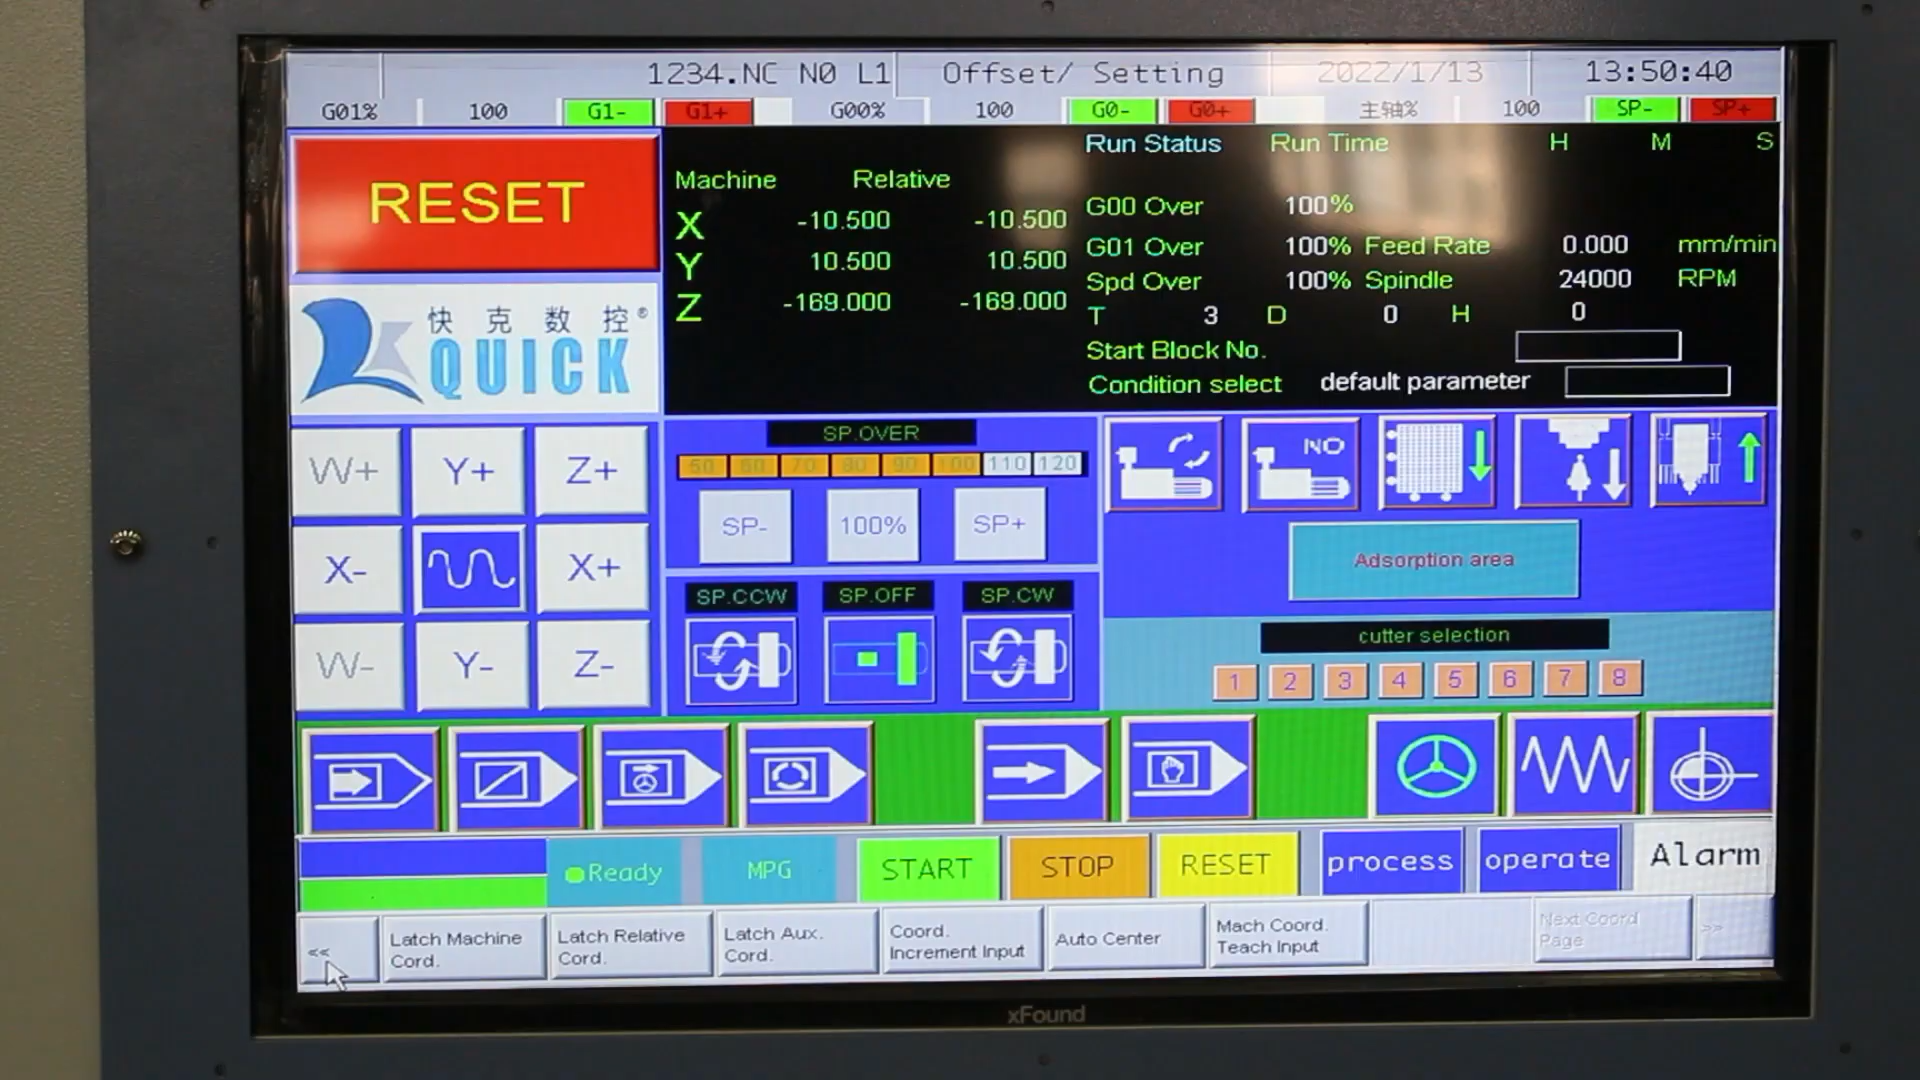 1234.NC N0 L1 Offset/ Setting 2022/1/13 13:50:40
G01% 100 G1- G1+ G00% 100 G0- G0+ 主轴% 100 SP- SP+
RESET
快克数控®
QUICK
Machine Relative
X -10.500 -10.500
Y 10.500 10.500
Z -169.000 -169.000
Run Status Run Time H M S
G00 Over 100%
G01 Over 100% Feed Rate 0.000 mm/min
Spd Over 100% Spindle 24000 RPM
T 3 D 0 H 0
Start Block No.
Condition select default parameter
W+ Y+ Z+
X- X+
W- Y- Z-
SP.OVER
50 60 70 80 90 100 110 120
SP- 100% SP+
SP.CCW SP.OFF SP.CW
NO
Adsorption area
cutter selection
1 2 3 4 5 6 7 8
Ready MPG START STOP RESET process operate Alarm
<<
Latch Machine
Cord.
Latch Relative
Cord.
Latch Aux.
Cord.
Coord.
Increment Input
Auto Center
Mach Coord.
Teach Input
Next Coord
Page
>>
xFound